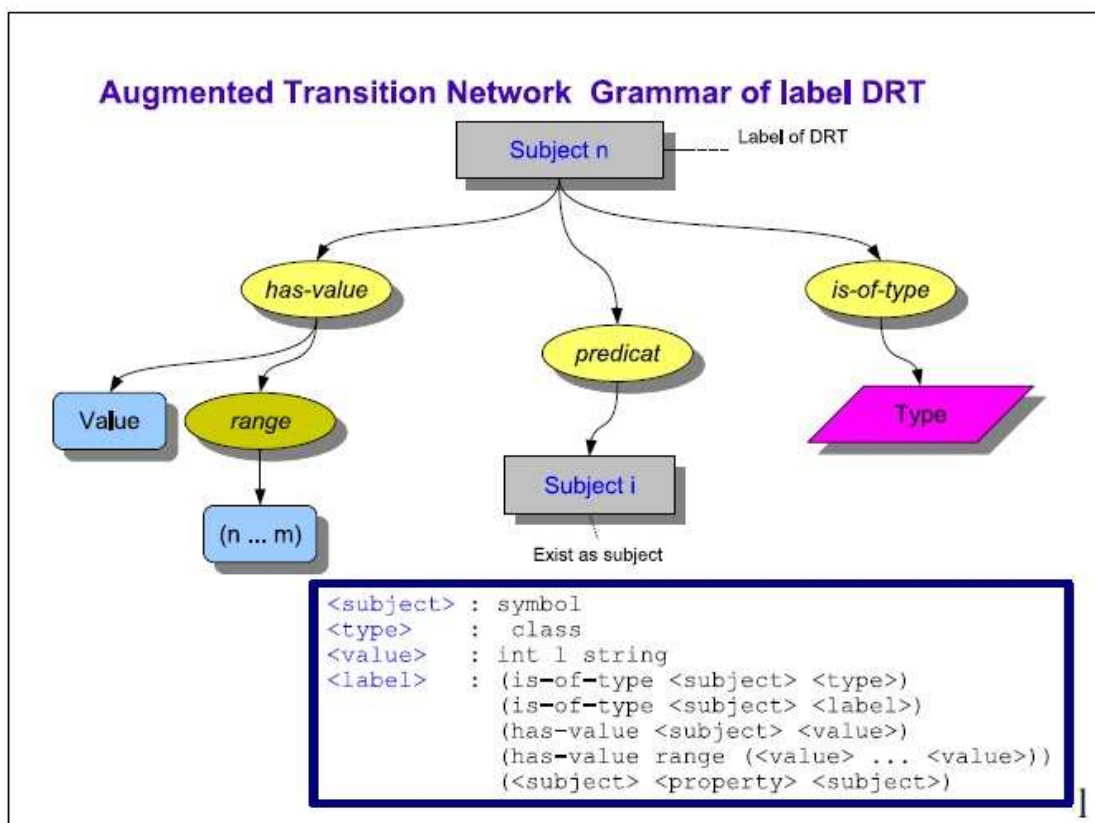 Augmented Transition Network Grammar of label DRT
Subject n
Label of DRT
has-value
is-of-type
predicat
Value
range
Type
Subject i
(n ... m)
Exist as subject
<subject> : symbol
<type> : class
<value> : int l string
<label> : (is-of-type <subject> <type>)
(is-of-type <subject> <label>)
(has-value <subject> <value>)
(has-value range (<value> ... <value>))
(<subject> <property> <subject>)
1